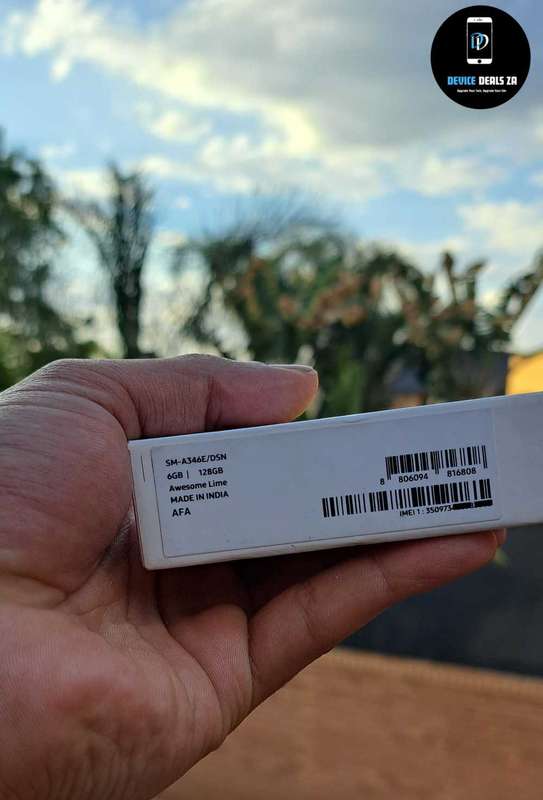 DEVICE DEALS ZA
SM-A346E/DSN
6GB | 128GB
Awesome Lime
MADE IN INDIA
AFA
8 806094 816808
IMEI 1 : 350973